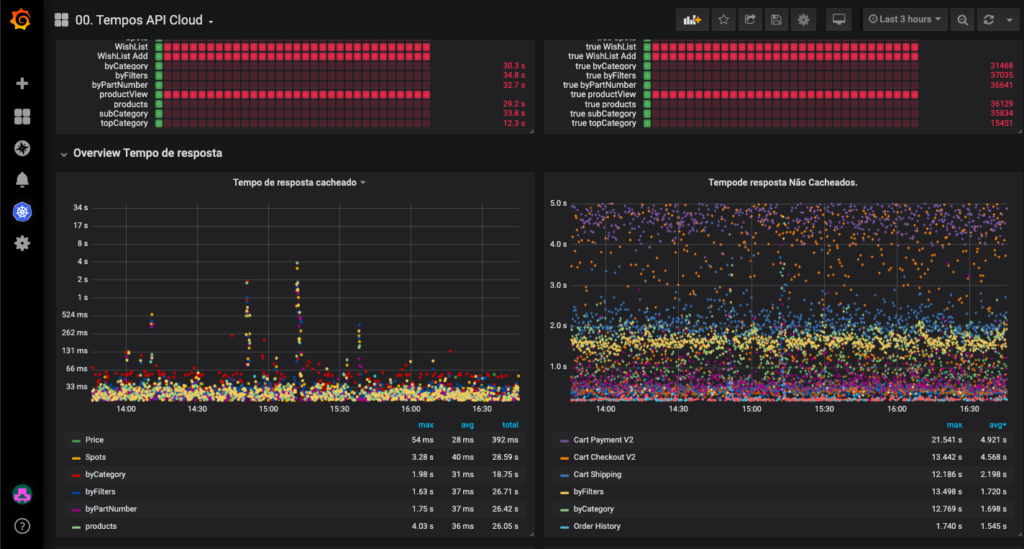 00. Tempos API Cloud
Last 3 hours
WishList
WishList Add
byCategory 30.3 s
byFilters 34.8 s
byPartNumber 32.7 s
productView
products 29.2 s
subCategory 33.8 s
topCategory 12.3 s
true WishList
true WishList Add
true byCategory 31468
true byFilters 37035
true byPartNumber 36641
true productView
true products 36129
true subCategory 35834
true topCategory 15451
Overview Tempo de resposta
Tempo de resposta cacheado
34 s
17 s
8 s
4 s
2 s
1 s
524 ms
262 ms
131 ms
66 ms
33 ms
14:00 14:30 15:00 15:30 16:00 16:30
max avg total
Price 54 ms 28 ms 392 ms
Spots 3.28 s 40 ms 28.59 s
byCategory 1.98 s 31 ms 18.75 s
byFilters 1.63 s 37 ms 26.71 s
byPartNumber 1.75 s 37 ms 26.42 s
products 4.03 s 36 ms 26.05 s
Tempode resposta Não Cacheados.
5.0 s
4.0 s
3.0 s
2.0 s
1.0 s
14:00 14:30 15:00 15:30 16:00 16:30
max avg
Cart Payment V2 21.541 s 4.921 s
Cart Checkout V2 13.442 s 4.568 s
Cart Shipping 12.186 s 2.198 s
byFilters 13.498 s 1.720 s
byCategory 12.769 s 1.698 s
Order History 1.740 s 1.545 s